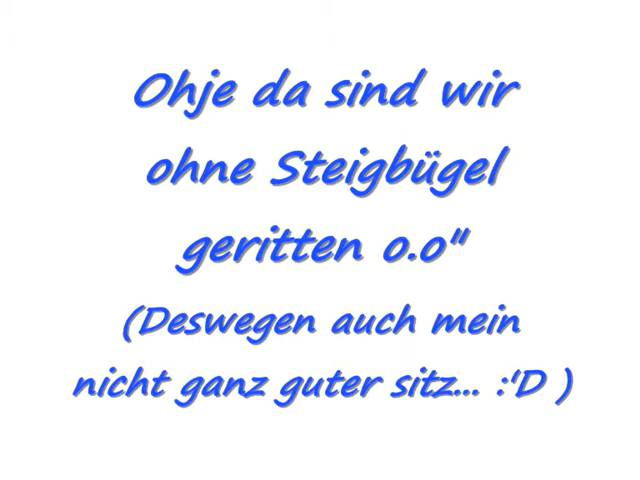 Ohje da sind wir
ohne Steigbügel
geritten o.o"
(Deswegen auch mein
nicht ganz guter sitz... :'D )